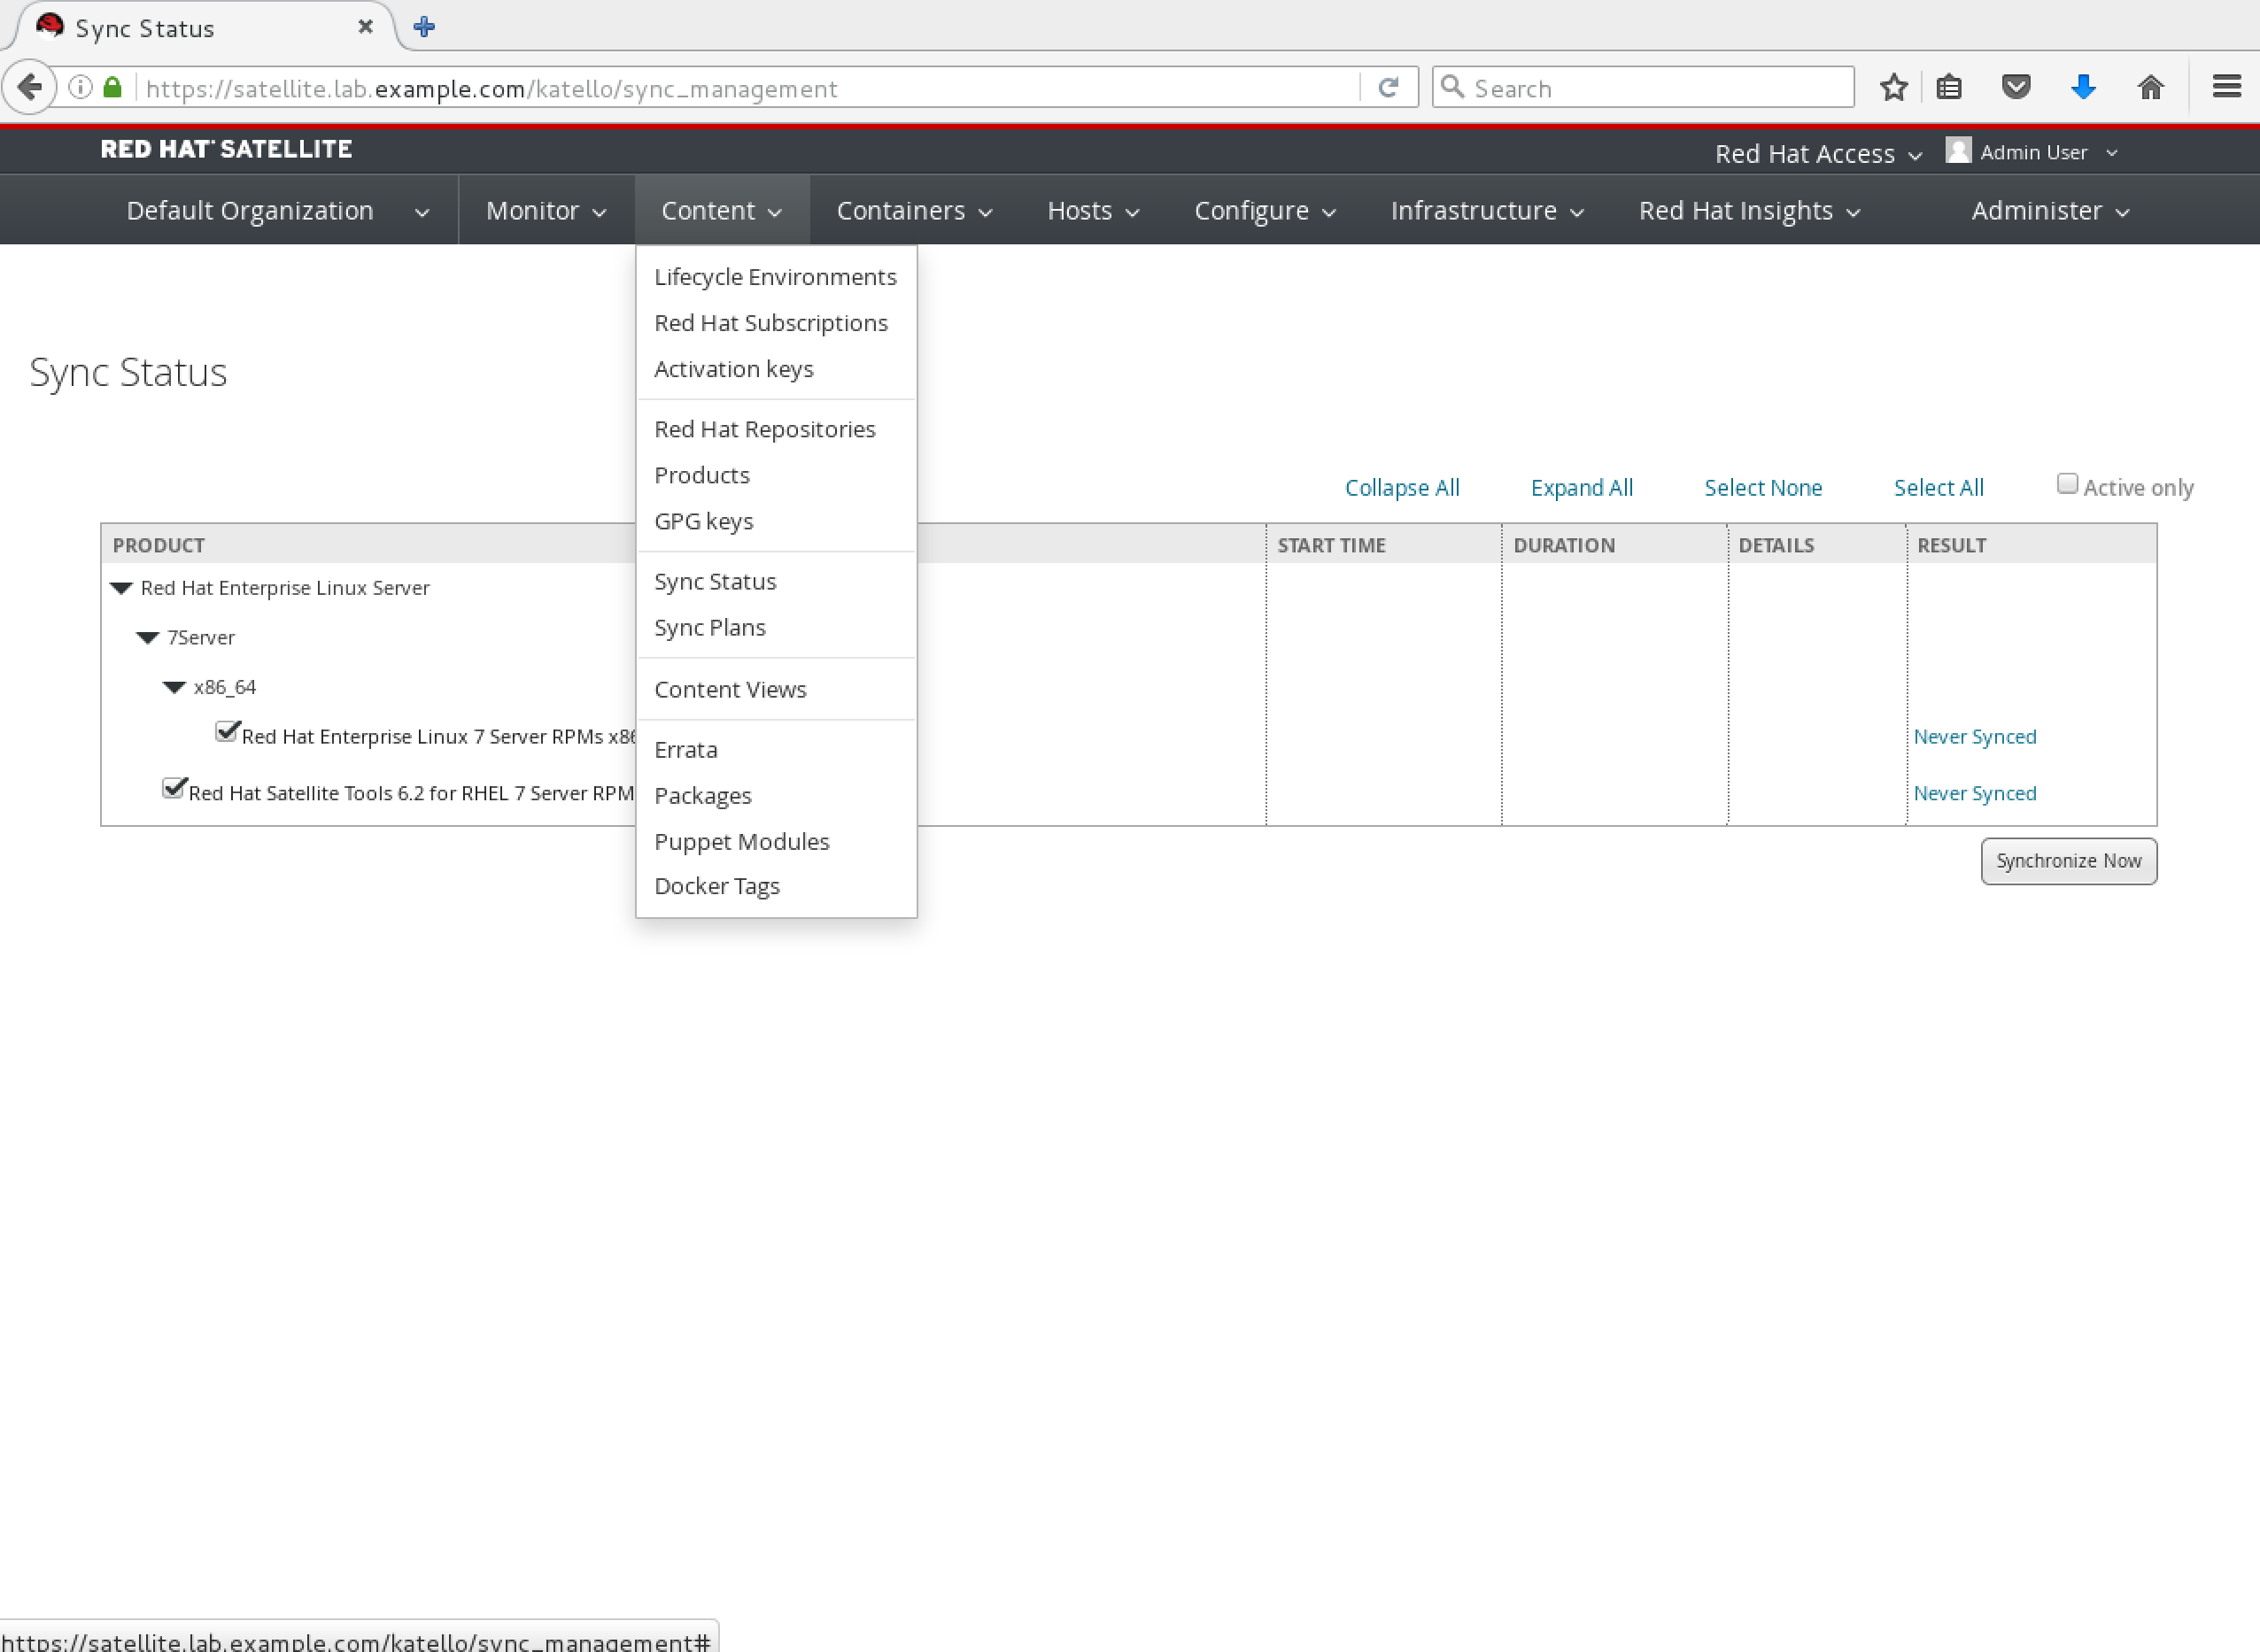 Sync Status
https://satellite.lab.example.com/katello/sync_management
Search
RED HAT SATELLITE
Red Hat Access
Admin User
Default Organization
Monitor
Content
Containers
Hosts
Configure
Infrastructure
Red Hat Insights
Administer
Lifecycle Environments
Red Hat Subscriptions
Activation keys
Red Hat Repositories
Products
GPG keys
Sync Status
Sync Plans
Content Views
Errata
Packages
Puppet Modules
Docker Tags
Sync Status
Collapse All
Expand All
Select None
Select All
Active only
PRODUCT
START TIME
DURATION
DETAILS
RESULT
Red Hat Enterprise Linux Server
7Server
x86_64
Red Hat Enterprise Linux 7 Server RPMs x86
Never Synced
Red Hat Satellite Tools 6.2 for RHEL 7 Server RPM
Never Synced
Synchronize Now
https://satellite.lab.example.com/katello/sync_management#